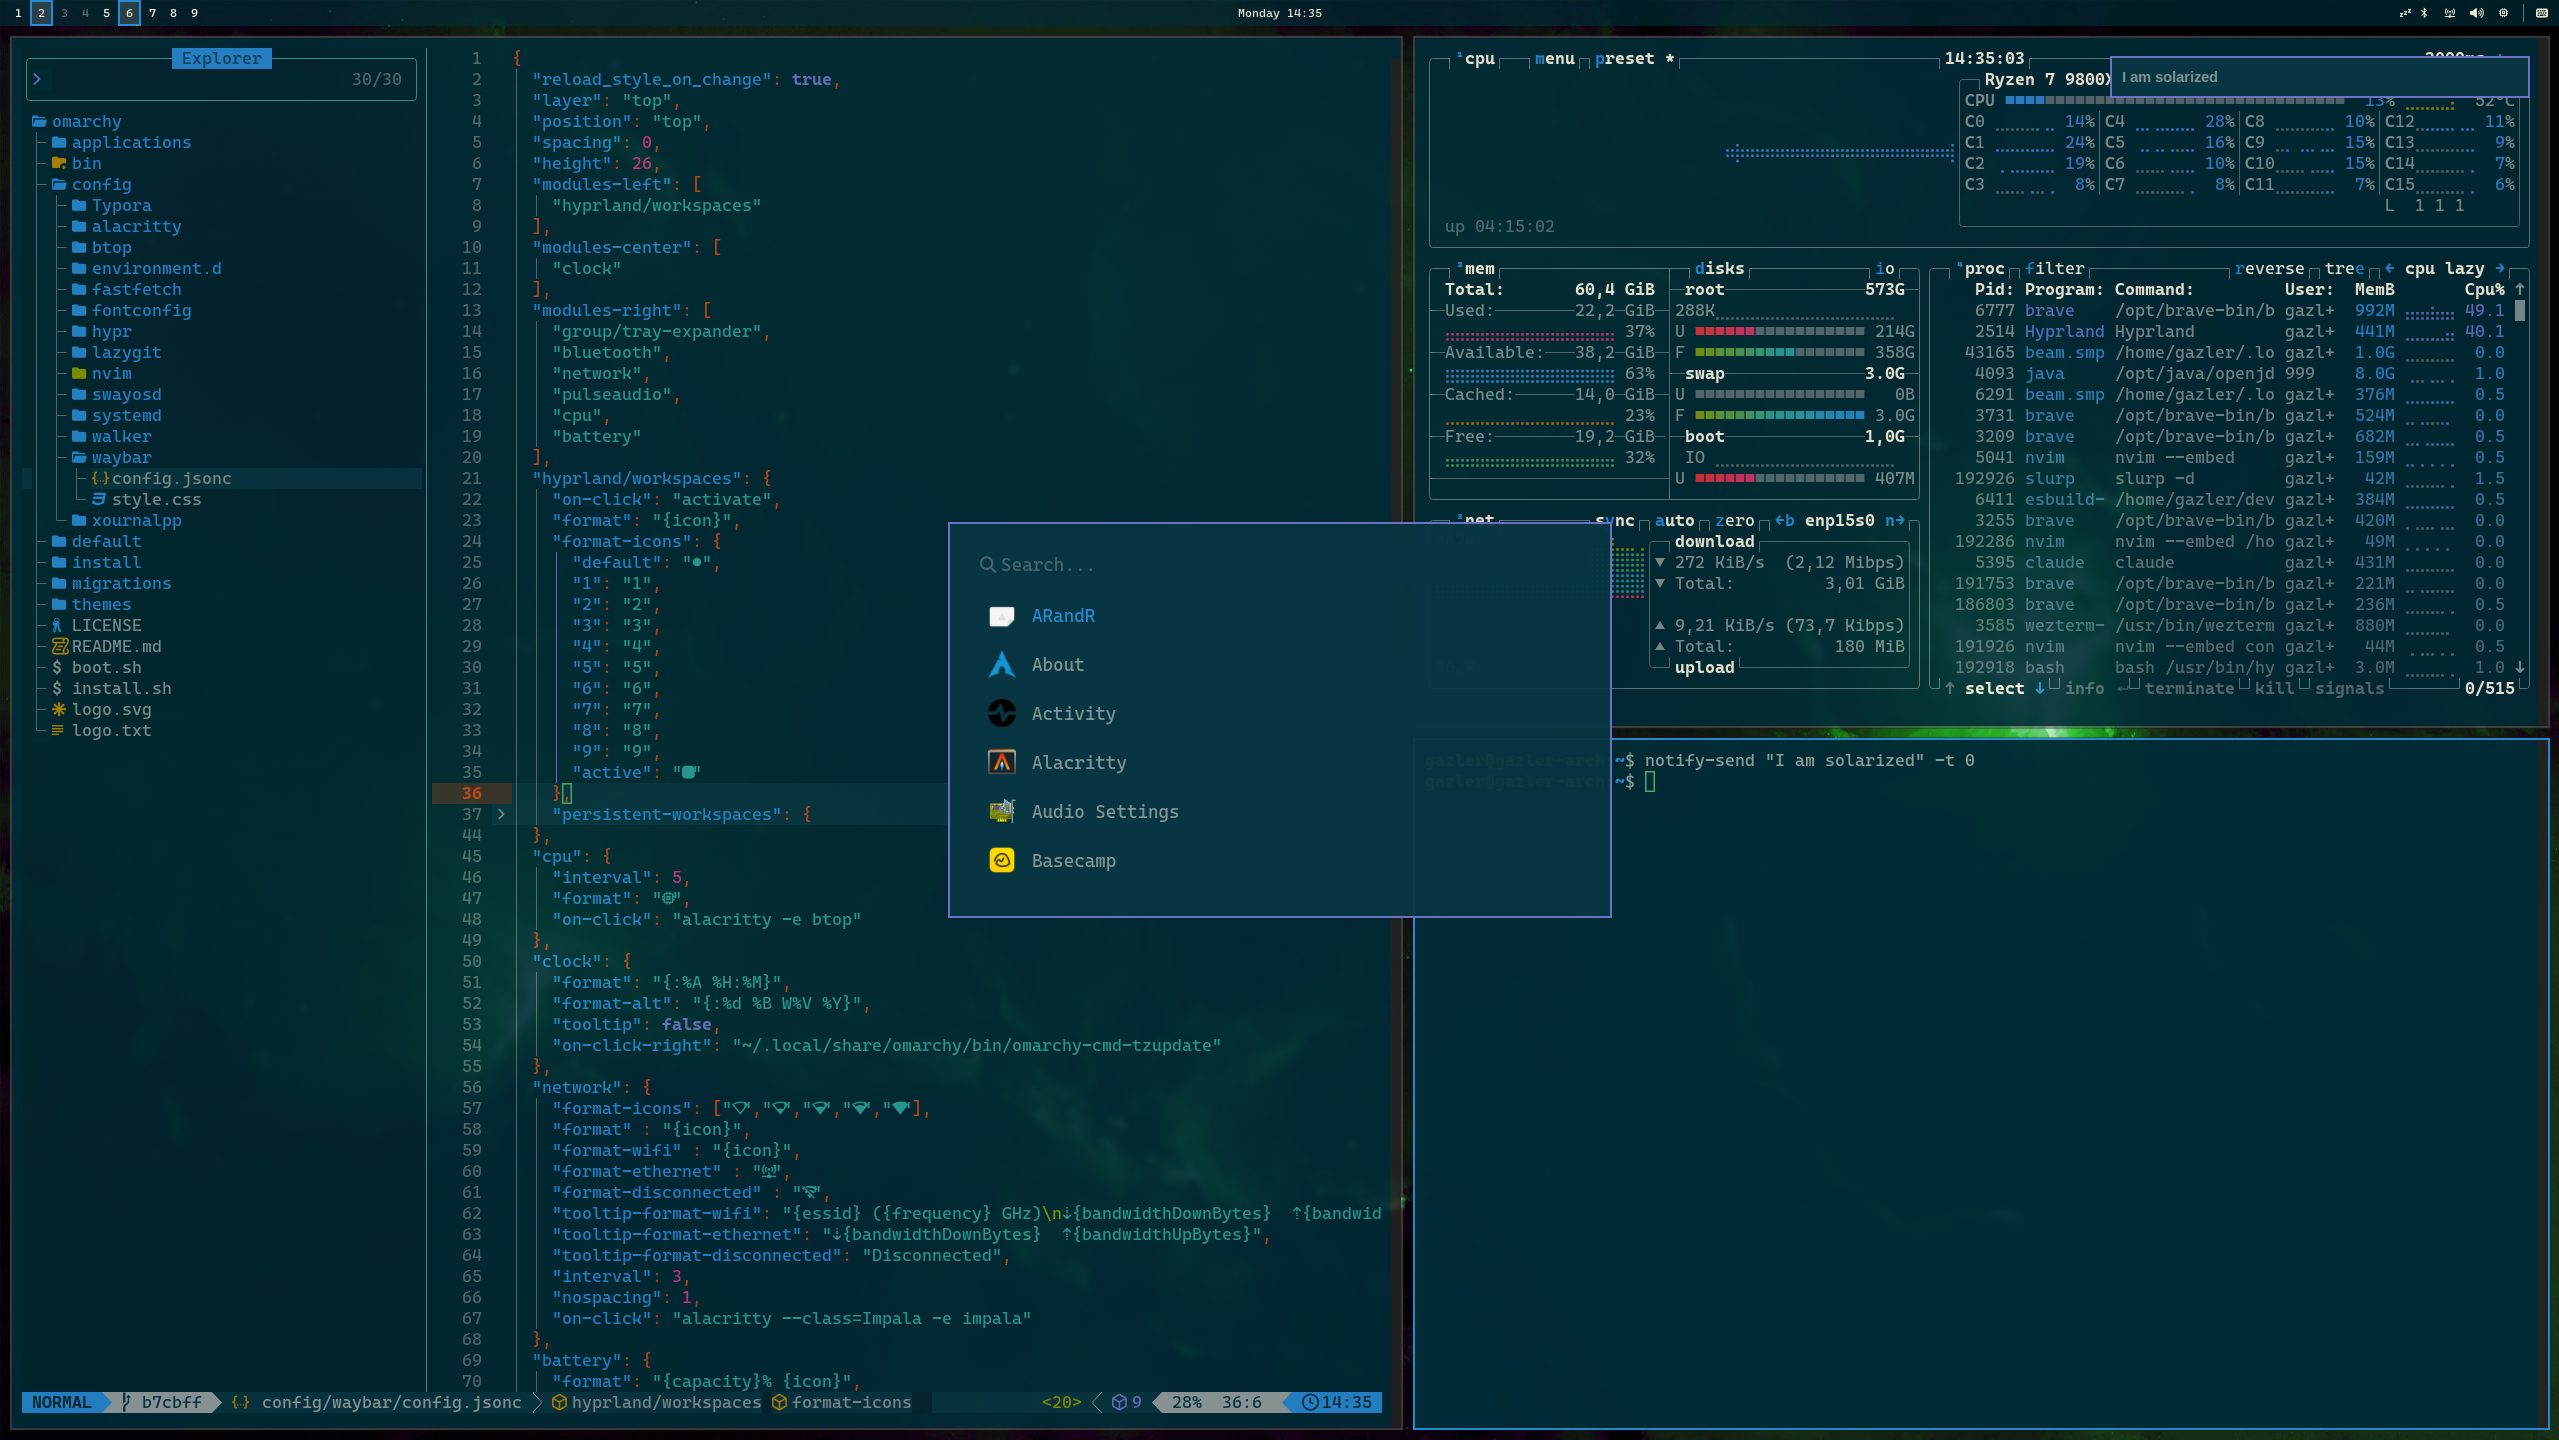 1 2 3 4 5 6 7 8 9
Monday 14:35
Explorer
30/30
omarchy
applications
bin
config
Typora
alacritty
btop
environment.d
fastfetch
fontconfig
hypr
lazygit
nvim
swayosd
systemd
walker
waybar
config.jsonc
style.css
xournalpp
default
install
migrations
themes
LICENSE
README.md
$ boot.sh
$ install.sh
logo.svg
logo.txt
1 {
2 "reload_style_on_change": true,
3 "layer": "top",
4 "position": "top",
5 "spacing": 0,
6 "height": 26,
7 "modules-left": [
8 "hyprland/workspaces"
9 ],
10 "modules-center": [
11 "clock"
12 ],
13 "modules-right": [
14 "group/tray-expander",
15 "bluetooth",
16 "network",
17 "pulseaudio",
18 "cpu",
19 "battery"
20 ],
21 "hyprland/workspaces": {
22 "on-click": "activate",
23 "format": "{icon}",
24 "format-icons": {
25 "default": "●",
26 "1": "1",
27 "2": "2",
28 "3": "3",
29 "4": "4",
30 "5": "5",
31 "6": "6",
32 "7": "7",
33 "8": "8",
34 "9": "9",
35 "active": ""
36 },
37 > "persistent-workspaces": {
44 },
45 "cpu": {
46 "interval": 5,
47 "format": "",
48 "on-click": "alacritty -e btop"
49 },
50 "clock": {
51 "format": "{:%A %H:%M}",
52 "format-alt": "{:%d %B W%V %Y}",
53 "tooltip": false,
54 "on-click-right": "~/.local/share/omarchy/bin/omarchy-cmd-tzupdate"
55 },
56 "network": {
57 "format-icons": ["","","","",""],
58 "format" : "{icon}",
59 "format-wifi" : "{icon}",
60 "format-ethernet" : "",
61 "format-disconnected" : "",
62 "tooltip-format-wifi": "{essid} ({frequency} GHz)\n⇣{bandwidthDownBytes} ⇡{bandwid
63 "tooltip-format-ethernet": "⇣{bandwidthDownBytes} ⇡{bandwidthUpBytes}",
64 "tooltip-format-disconnected": "Disconnected",
65 "interval": 3,
66 "nospacing": 1,
67 "on-click": "alacritty --class=Impala -e impala"
68 },
69 "battery": {
70 "format": "{capacity}% {icon}",
NORMAL b7cbff {} config/waybar/config.jsonc hyprland/workspaces format-icons <20> 9 28% 36:6 14:35
¹cpu menu preset * 14:35:03
Ryzen 7 9800X
I am solarized
CPU 13% 52°C
C0 14% C4 28% C8 10% C12 11%
C1 24% C5 16% C9 15% C13 9%
C2 19% C6 10% C10 15% C14 7%
C3 8% C7 8% C11 7% C15 6%
L 1 1 1
up 04:15:02
²mem
Total: 60,4 GiB
Used: 22,2 GiB
37%
Available: 38,2 GiB
63%
Cached: 14,0 GiB
23%
Free: 19,2 GiB
32%
disks io
root 573G
288K
U 214G
F 358G
swap 3.0G
U 0B
F 3.0G
boot 1,0G
IO
U 407M
³net sync auto zero ←b enp15s0 n→
download
▼ 272 KiB/s (2,12 Mibps)
▼ Total: 3,01 GiB
▲ 9,21 KiB/s (73,7 Kibps)
▲ Total: 180 MiB
upload
⁴proc filter reverse tree ← cpu lazy →
Pid: Program: Command: User: MemB Cpu% ↑
6777 brave /opt/brave-bin/b gazl+ 992M 49.1
2514 Hyprland Hyprland gazl+ 441M 40.1
43165 beam.smp /home/gazler/.lo gazl+ 1.0G 0.0
4093 java /opt/java/openjd 999 8.0G 1.0
6291 beam.smp /home/gazler/.lo gazl+ 376M 0.5
3731 brave /opt/brave-bin/b gazl+ 524M 0.0
3209 brave /opt/brave-bin/b gazl+ 682M 0.5
5041 nvim nvim --embed gazl+ 159M 0.5
192926 slurp slurp -d gazl+ 42M 1.5
6411 esbuild- /home/gazler/dev gazl+ 384M 0.5
3255 brave /opt/brave-bin/b gazl+ 420M 0.0
192286 nvim nvim --embed /ho gazl+ 49M 0.0
5395 claude claude gazl+ 431M 0.0
191753 brave /opt/brave-bin/b gazl+ 221M 0.0
186803 brave /opt/brave-bin/b gazl+ 236M 0.5
3585 wezterm- /usr/bin/wezterm gazl+ 880M 0.0
191926 nvim nvim --embed con gazl+ 44M 0.5
192918 bash bash /usr/bin/hy gazl+ 3.0M 1.0 ↓
↑ select ↓ info ↵ terminate kill signals 0/515
Search...
ARandR
About
Activity
Alacritty
Audio Settings
Basecamp
gazler@gazler-arch ~$ notify-send "I am solarized" -t 0
gazler@gazler-arch ~$